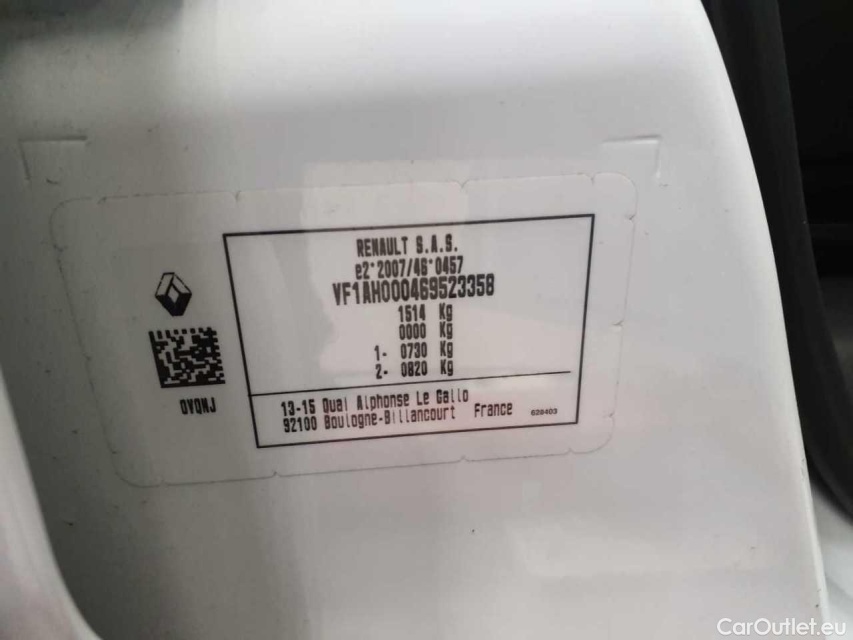 RENAULT S.A.S.
e2*2007/46*0457
VF1AH000469523358
1514 Kg
0000 Kg
1- 0730 Kg
2- 0820 Kg
OVQNJ
13-15 Quai Alphonse Le Gallo
92100 Boulogne-Billancourt France 628403
CarOutlet.eu